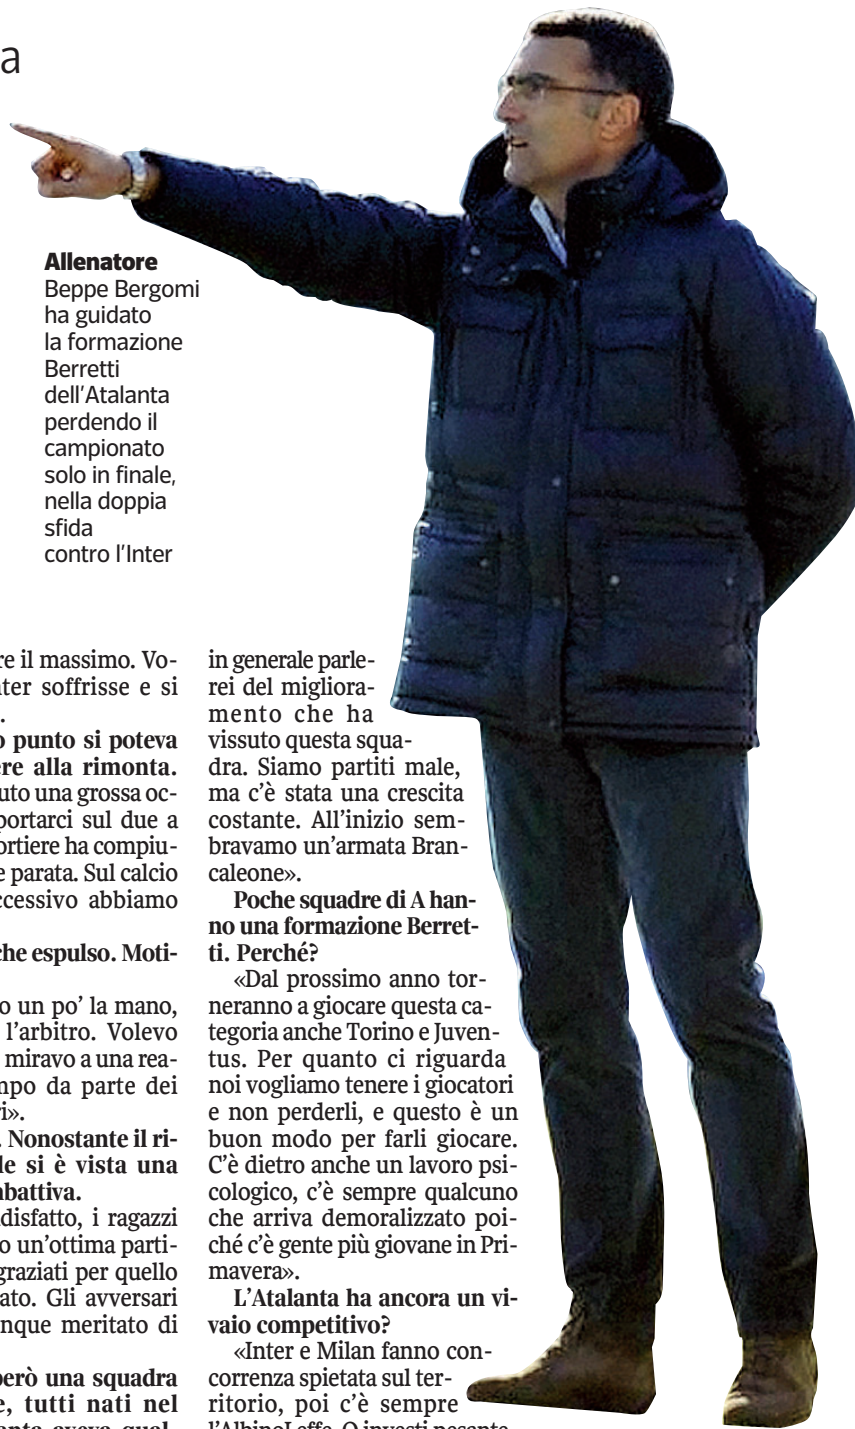 a
Allenatore
Beppe Bergomi
ha guidato
la formazione
Berretti
dell'Atalanta
perdendo il
campionato
solo in finale,
nella doppia
sfida
contro l'Inter
re il massimo. Vo-
nter soffrisse e si
.
o punto si poteva
ere alla rimonta.
uto una grossa oc-
portarci sul due a
ortiere ha compiu-
e parata. Sul calcio
ccessivo abbiamo
che espulso. Moti-
o un po' la mano,
l'arbitro. Volevo
miravo a una rea-
mpo da parte dei
ri».
. Nonostante il ri-
le si è vista una
mbattiva.
disfatto, i ragazzi
o un'ottima parti-
graziati per quello
ato. Gli avversari
nque meritato di
però una squadra
e, tutti nati nel
in generale parle-
rei del migliora-
mento che ha
vissuto questa squa-
dra. Siamo partiti male,
ma c'è stata una crescita
costante. All'inizio sem-
bravamo un'armata Bran-
caleone».
Poche squadre di A han-
no una formazione Berret-
ti. Perché?
«Dal prossimo anno tor-
neranno a giocare questa ca-
tegoria anche Torino e Juven-
tus. Per quanto ci riguarda
noi vogliamo tenere i giocatori
e non perderli, e questo è un
buon modo per farli giocare.
C'è dietro anche un lavoro psi-
cologico, c'è sempre qualcuno
che arriva demoralizzato poi-
ché c'è gente più giovane in Pri-
mavera».
L'Atalanta ha ancora un vi-
vaio competitivo?
«Inter e Milan fanno con-
correnza spietata sul ter-
ritorio, poi c'è sempre
l'AlbinoLeffe. O investi pesante-